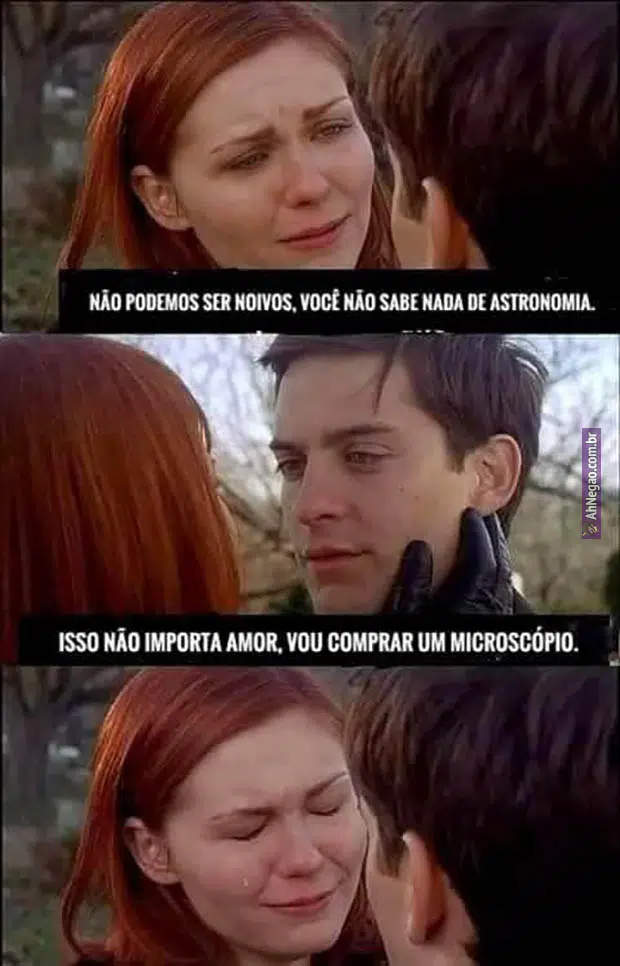 NÃO PODEMOS SER NOIVOS, VOCÊ NÃO SABE NADA DE ASTRONOMIA.
AhNegao.com.br
ISSO NÃO IMPORTA AMOR, VOU COMPRAR UM MICROSCÓPIO.